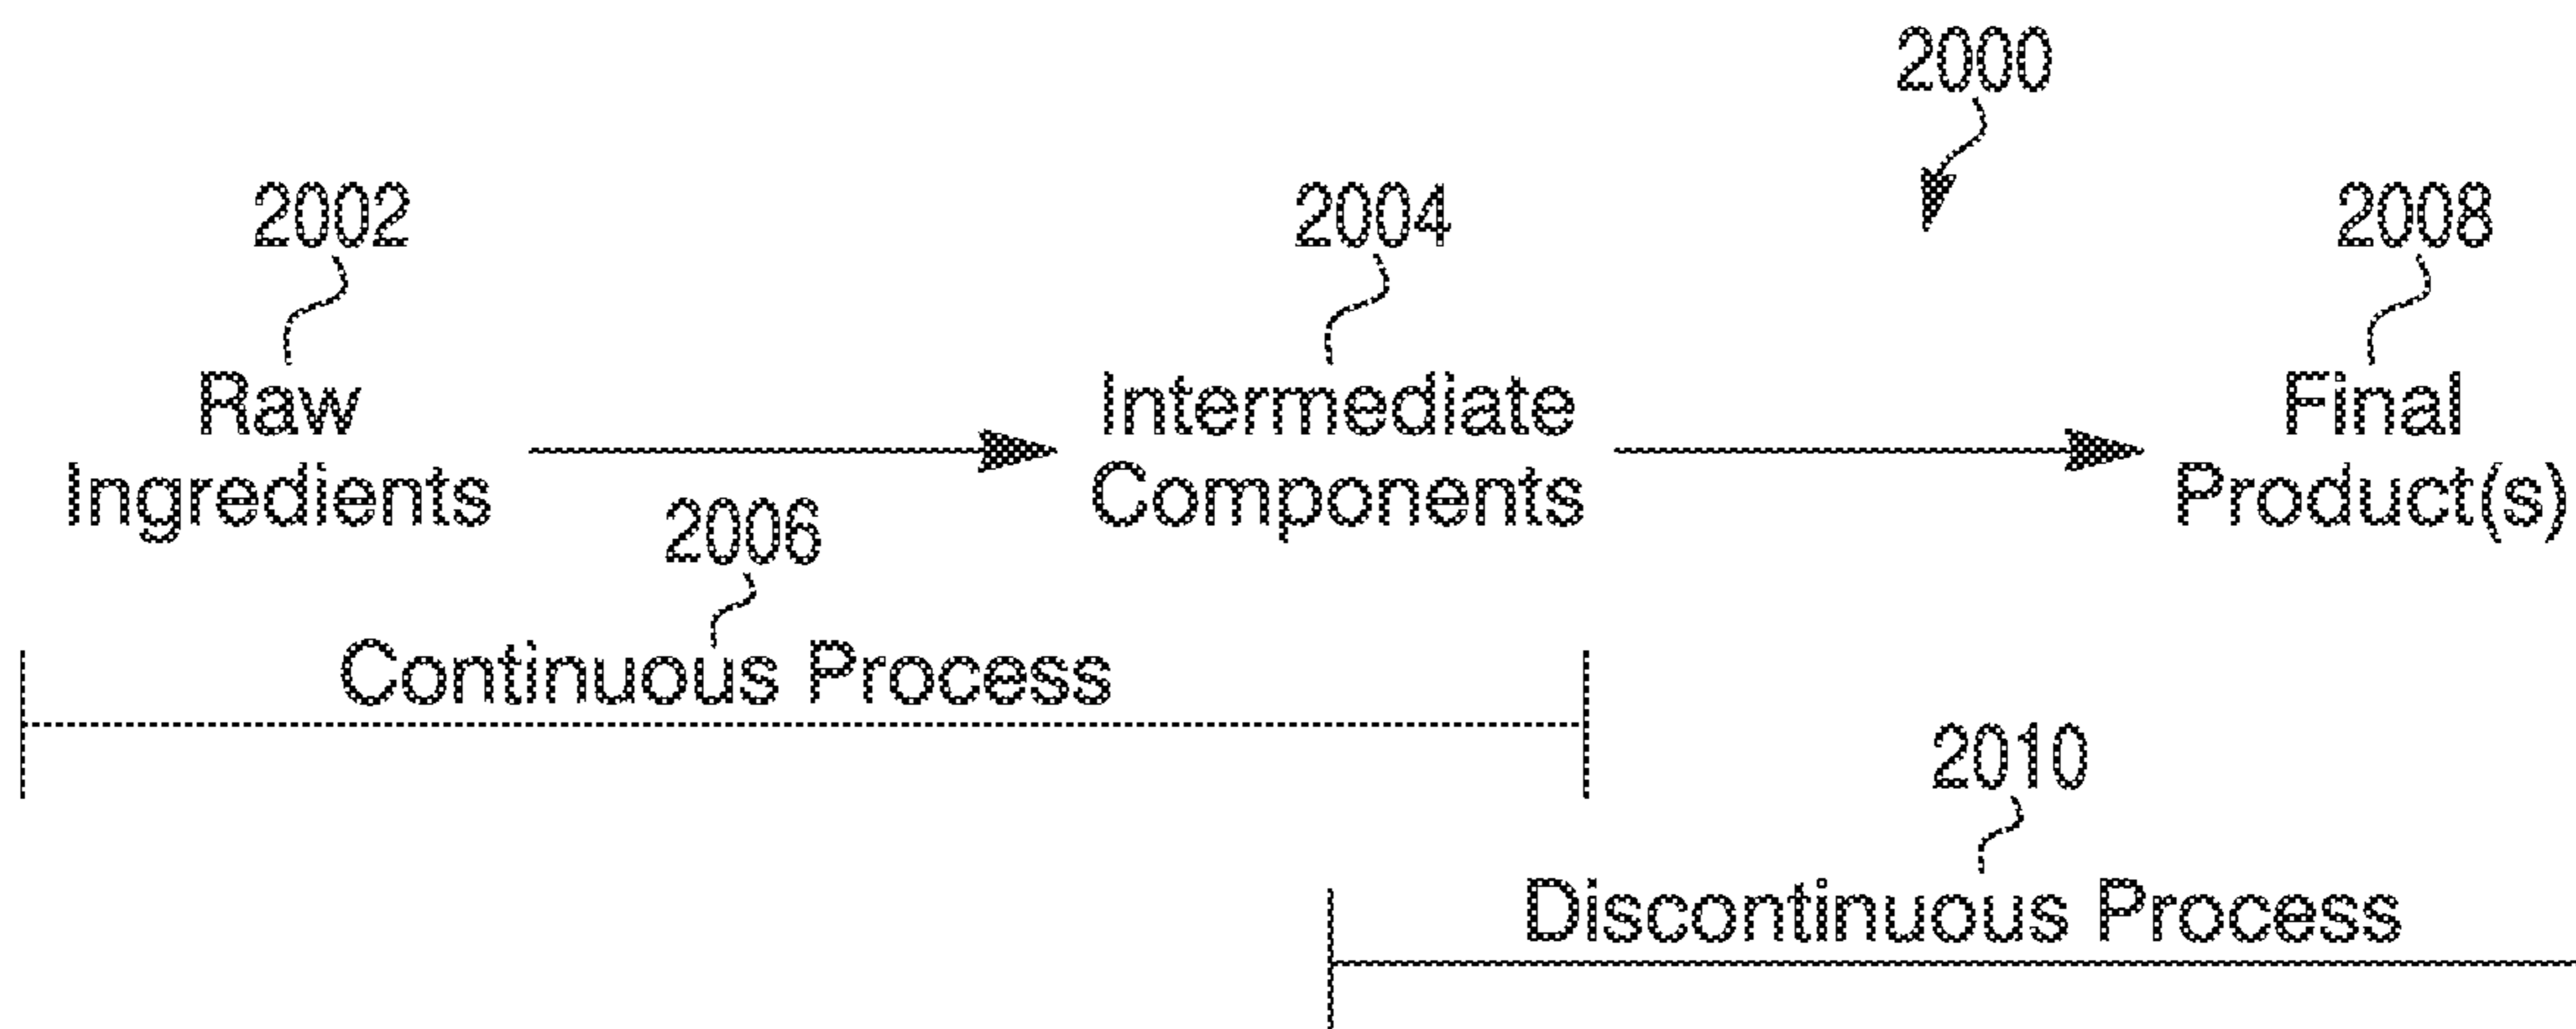 2000
2002
2004
2008
Raw
Ingredients
Intermediate
Components
Final
Product(s)
2006
Continuous Process
2010
Discontinuous Process